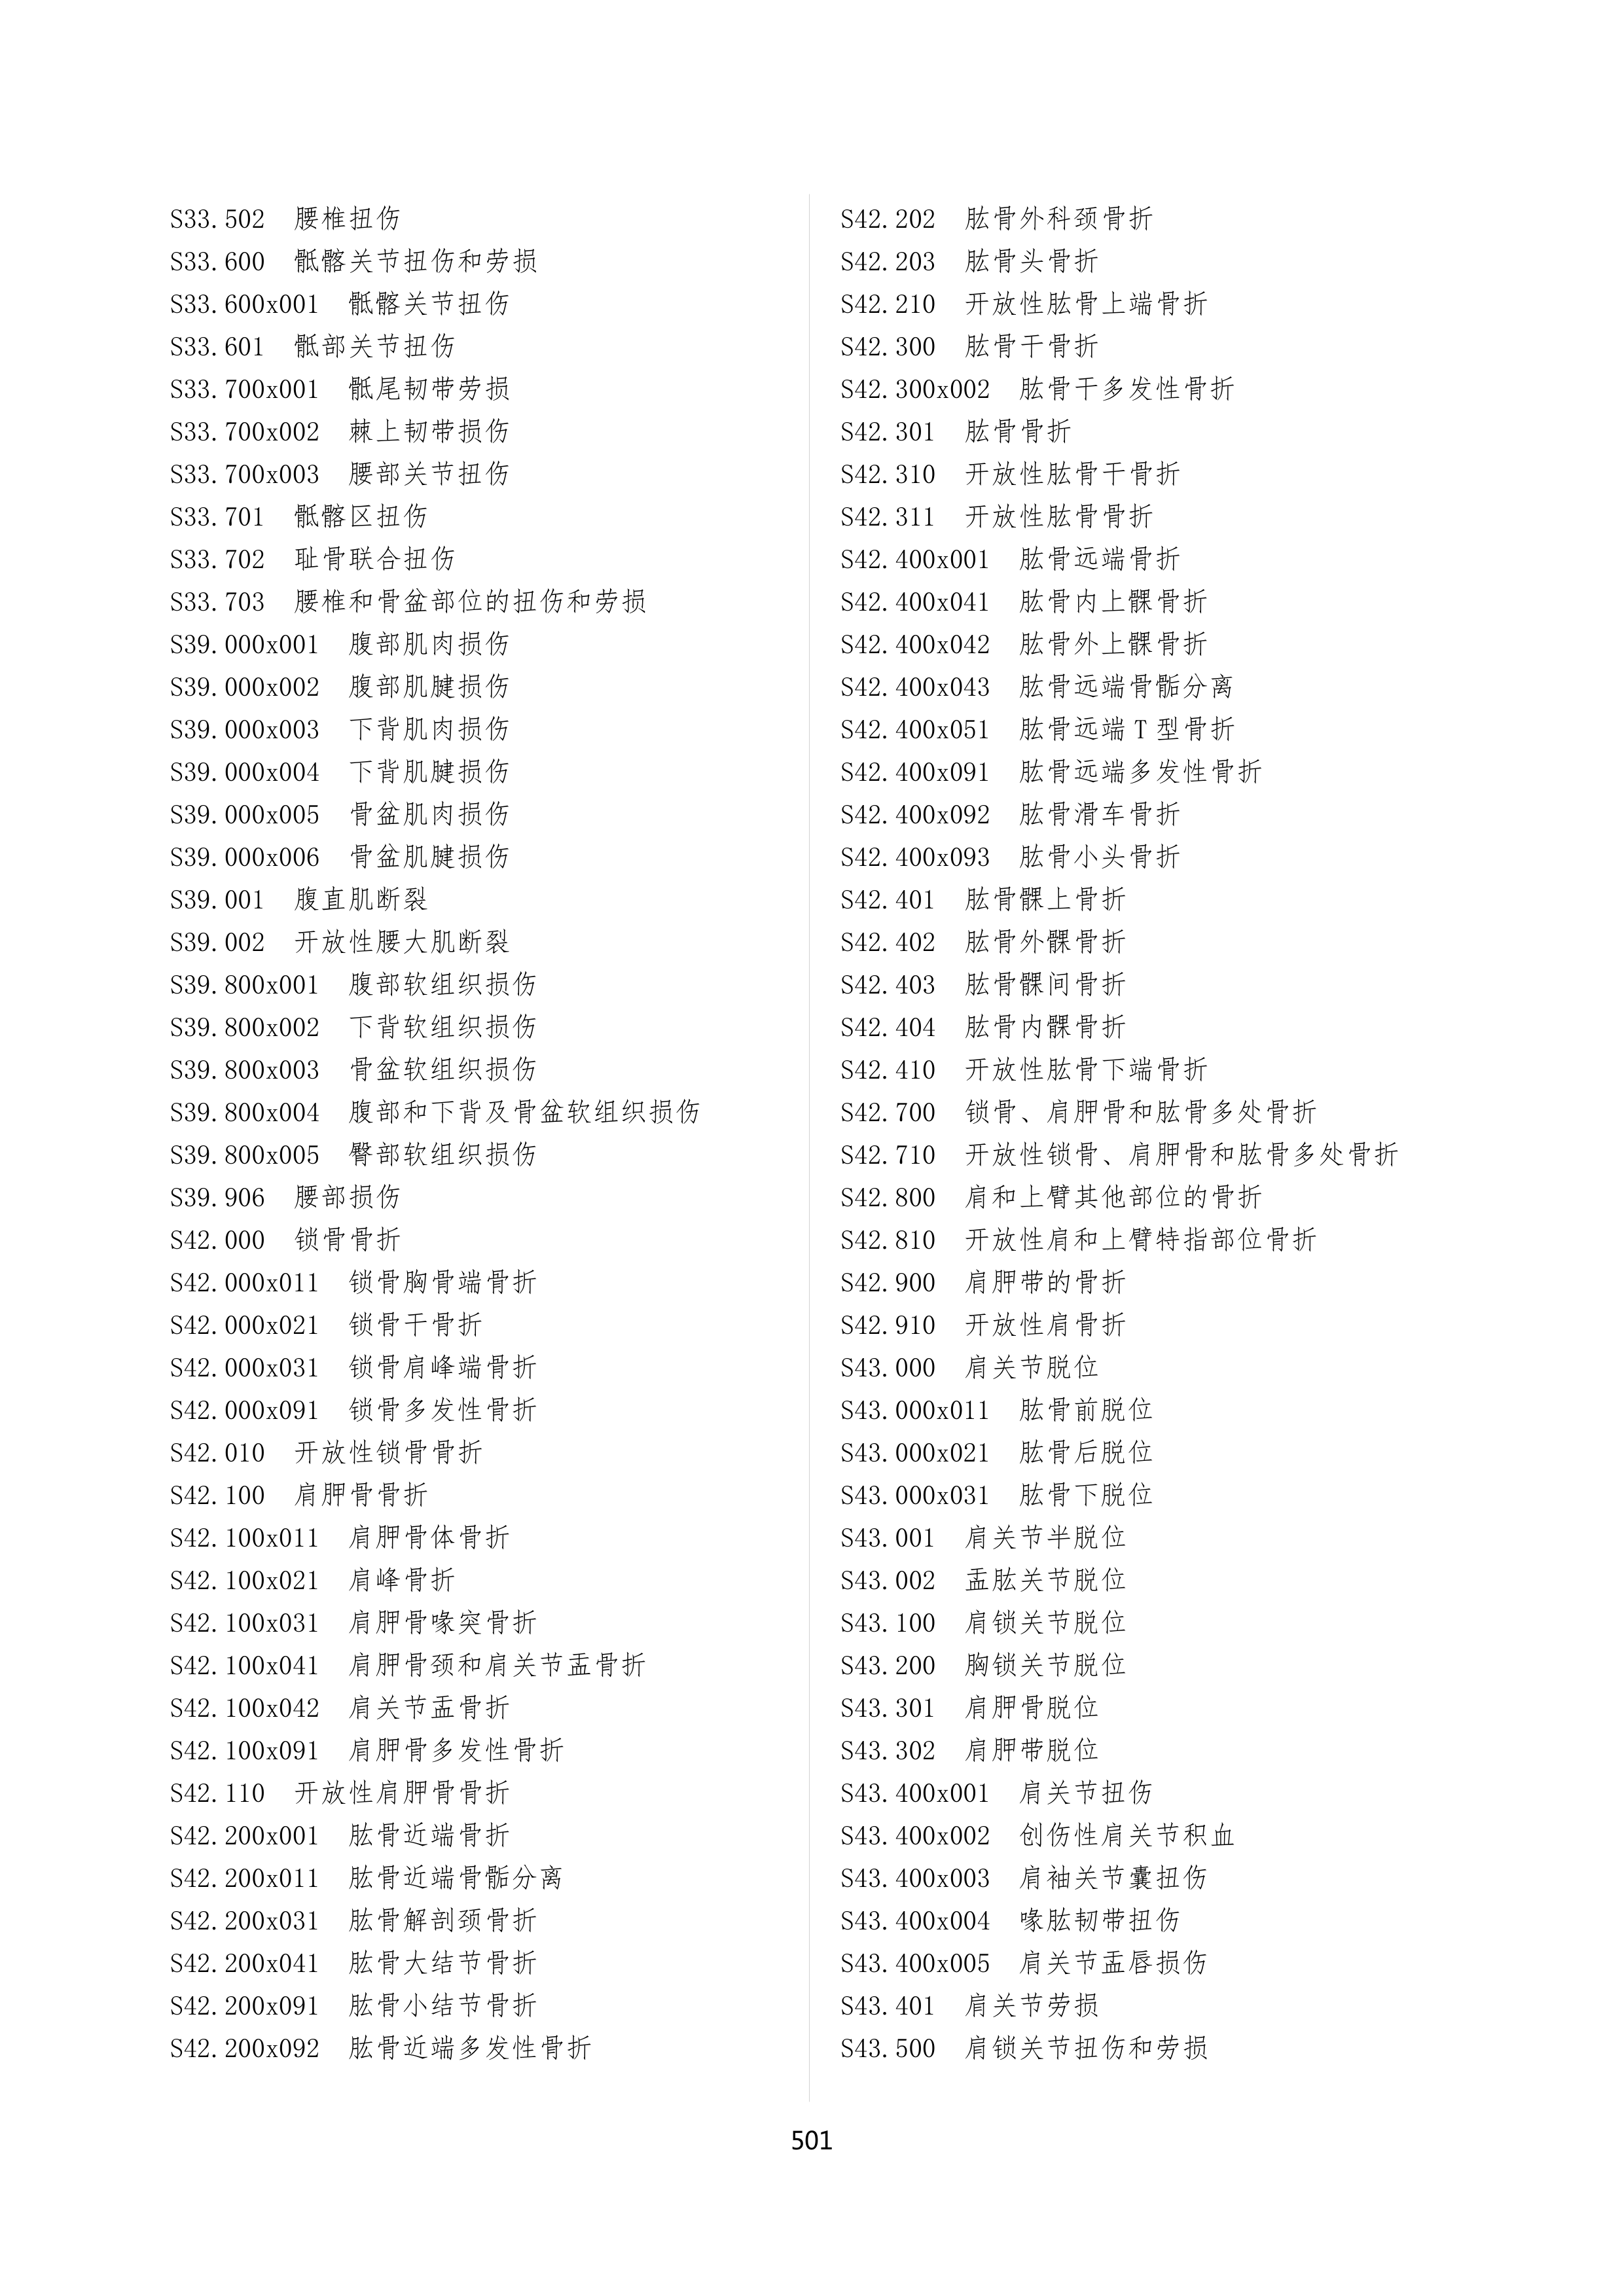 S33.502 腰椎扭伤
S33.600 骶髂关节扭伤和劳损
S33.600x001 骶髂关节扭伤
S33.601 骶部关节扭伤
S33.700x001 骶尾韧带劳损
S33.700x002 棘上韧带损伤
S33.700x003 腰部关节扭伤
S33.701 骶髂区扭伤
S33.702 耻骨联合扭伤
S33.703 腰椎和骨盆部位的扭伤和劳损
S39.000x001 腹部肌肉损伤
S39.000x002 腹部肌腱损伤
S39.000x003 下背肌肉损伤
S39.000x004 下背肌腱损伤
S39.000x005 骨盆肌肉损伤
S39.000x006 骨盆肌腱损伤
S39.001 腹直肌断裂
S39.002 开放性腰大肌断裂
S39.800x001 腹部软组织损伤
S39.800x002 下背软组织损伤
S39.800x003 骨盆软组织损伤
S39.800x004 腹部和下背及骨盆软组织损伤
S39.800x005 臀部软组织损伤
S39.906 腰部损伤
S42.000 锁骨骨折
S42.000x011 锁骨胸骨端骨折
S42.000x021 锁骨干骨折
S42.000x031 锁骨肩峰端骨折
S42.000x091 锁骨多发性骨折
S42.010 开放性锁骨骨折
S42.100 肩胛骨骨折
S42.100x011 肩胛骨体骨折
S42.100x021 肩峰骨折
S42.100x031 肩胛骨喙突骨折
S42.100x041 肩胛骨颈和肩关节盂骨折
S42.100x042 肩关节盂骨折
S42.100x091 肩胛骨多发性骨折
S42.110 开放性肩胛骨骨折
S42.200x001 肱骨近端骨折
S42.200x011 肱骨近端骨骺分离
S42.200x031 肱骨解剖颈骨折
S42.200x041 肱骨大结节骨折
S42.200x091 肱骨小结节骨折
S42.200x092 肱骨近端多发性骨折
S42.202 肱骨外科颈骨折
S42.203 肱骨头骨折
S42.210 开放性肱骨上端骨折
S42.300 肱骨干骨折
S42.300x002 肱骨干多发性骨折
S42.301 肱骨骨折
S42.310 开放性肱骨干骨折
S42.311 开放性肱骨骨折
S42.400x001 肱骨远端骨折
S42.400x041 肱骨内上髁骨折
S42.400x042 肱骨外上髁骨折
S42.400x043 肱骨远端骨骺分离
S42.400x051 肱骨远端 T 型骨折
S42.400x091 肱骨远端多发性骨折
S42.400x092 肱骨滑车骨折
S42.400x093 肱骨小头骨折
S42.401 肱骨髁上骨折
S42.402 肱骨外髁骨折
S42.403 肱骨髁间骨折
S42.404 肱骨内髁骨折
S42.410 开放性肱骨下端骨折
S42.700 锁骨、肩胛骨和肱骨多处骨折
S42.710 开放性锁骨、肩胛骨和肱骨多处骨折
S42.800 肩和上臂其他部位的骨折
S42.810 开放性肩和上臂特指部位骨折
S42.900 肩胛带的骨折
S42.910 开放性肩骨折
S43.000 肩关节脱位
S43.000x011 肱骨前脱位
S43.000x021 肱骨后脱位
S43.000x031 肱骨下脱位
S43.001 肩关节半脱位
S43.002 盂肱关节脱位
S43.100 肩锁关节脱位
S43.200 胸锁关节脱位
S43.301 肩胛骨脱位
S43.302 肩胛带脱位
S43.400x001 肩关节扭伤
S43.400x002 创伤性肩关节积血
S43.400x003 肩袖关节囊扭伤
S43.400x004 喙肱韧带扭伤
S43.400x005 肩关节盂唇损伤
S43.401 肩关节劳损
S43.500 肩锁关节扭伤和劳损
501